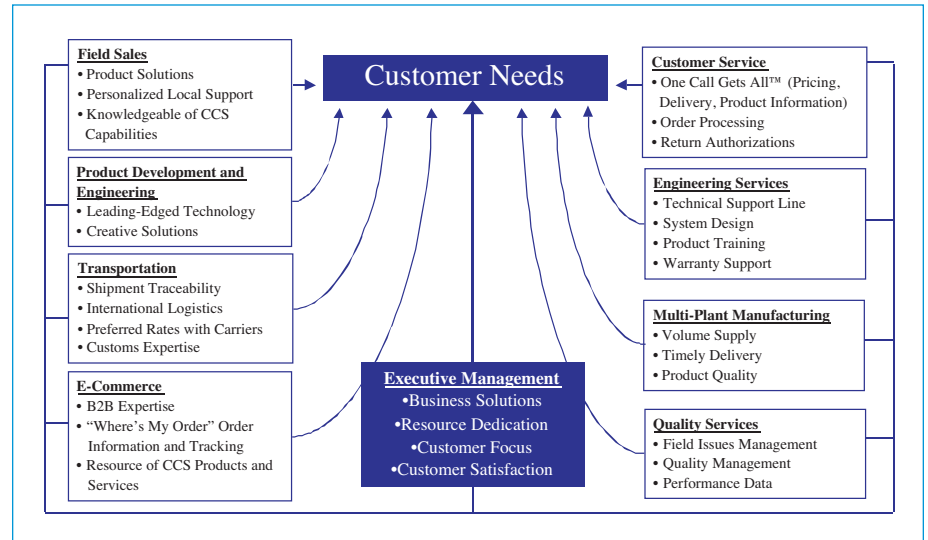 Customer Needs
Field Sales
• Product Solutions
• Personalized Local Support
• Knowledgeable of CCS
Capabilities
Product Development and
Engineering
• Leading-Edged Technology
• Creative Solutions
Transportation
• Shipment Traceability
• International Logistics
• Preferred Rates with Carriers
• Customs Expertise
E-Commerce
• B2B Expertise
• “Where’s My Order” Order
Information and Tracking
• Resource of CCS Products and
Services
Executive Management
•Business Solutions
•Resource Dedication
•Customer Focus
•Customer Satisfaction
Customer Service
• One Call Gets All™ (Pricing,
Delivery, Product Information)
• Order Processing
• Return Authorizations
Engineering Services
• Technical Support Line
• System Design
• Product Training
• Warranty Support
Multi-Plant Manufacturing
• Volume Supply
• Timely Delivery
• Product Quality
Quality Services
• Field Issues Management
• Quality Management
• Performance Data